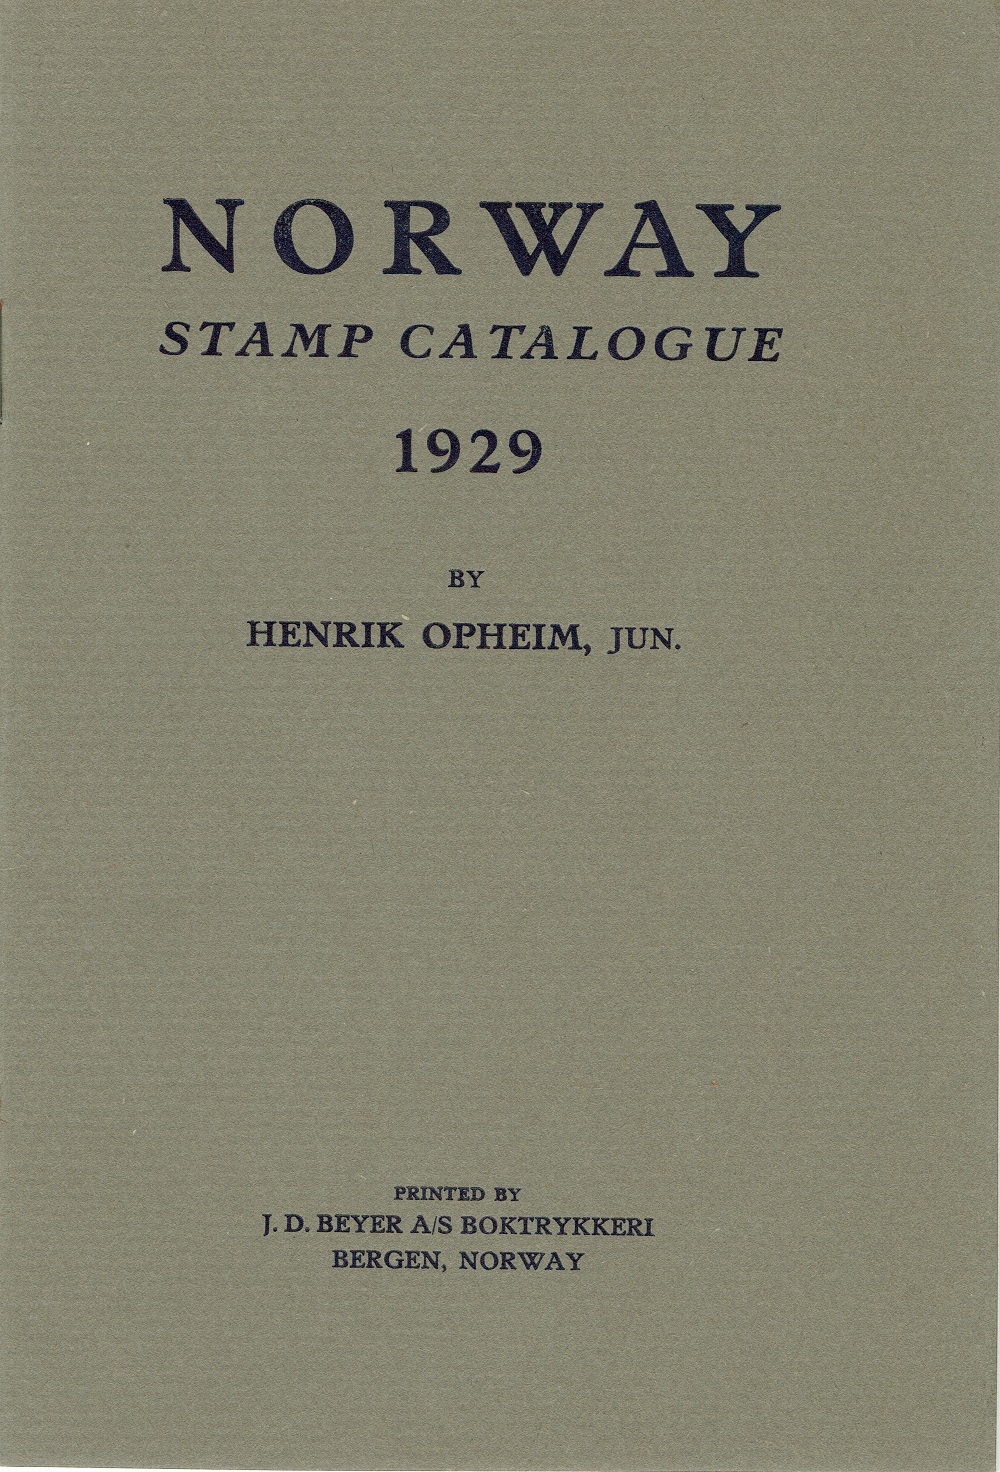 NORWAY
STAMP CATALOGUE
1929
BY
HENRIK OPHEIM, JUN.
PRINTED BY
J. D. BEYER A/S BOKTRYKKERI
BERGEN, NORWAY